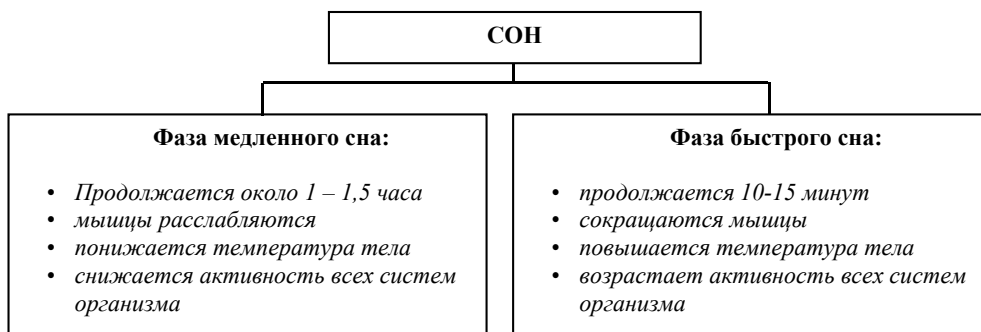 СОН
Фаза медленного сна:
• Продолжается около 1 – 1,5 часа
• мышцы расслабляются
• понижается температура тела
• снижается активность всех систем
организма
Фаза быстрого сна:
• продолжается 10-15 минут
• сокращаются мышцы
• повышается температура тела
• возрастает активность всех систем
организма